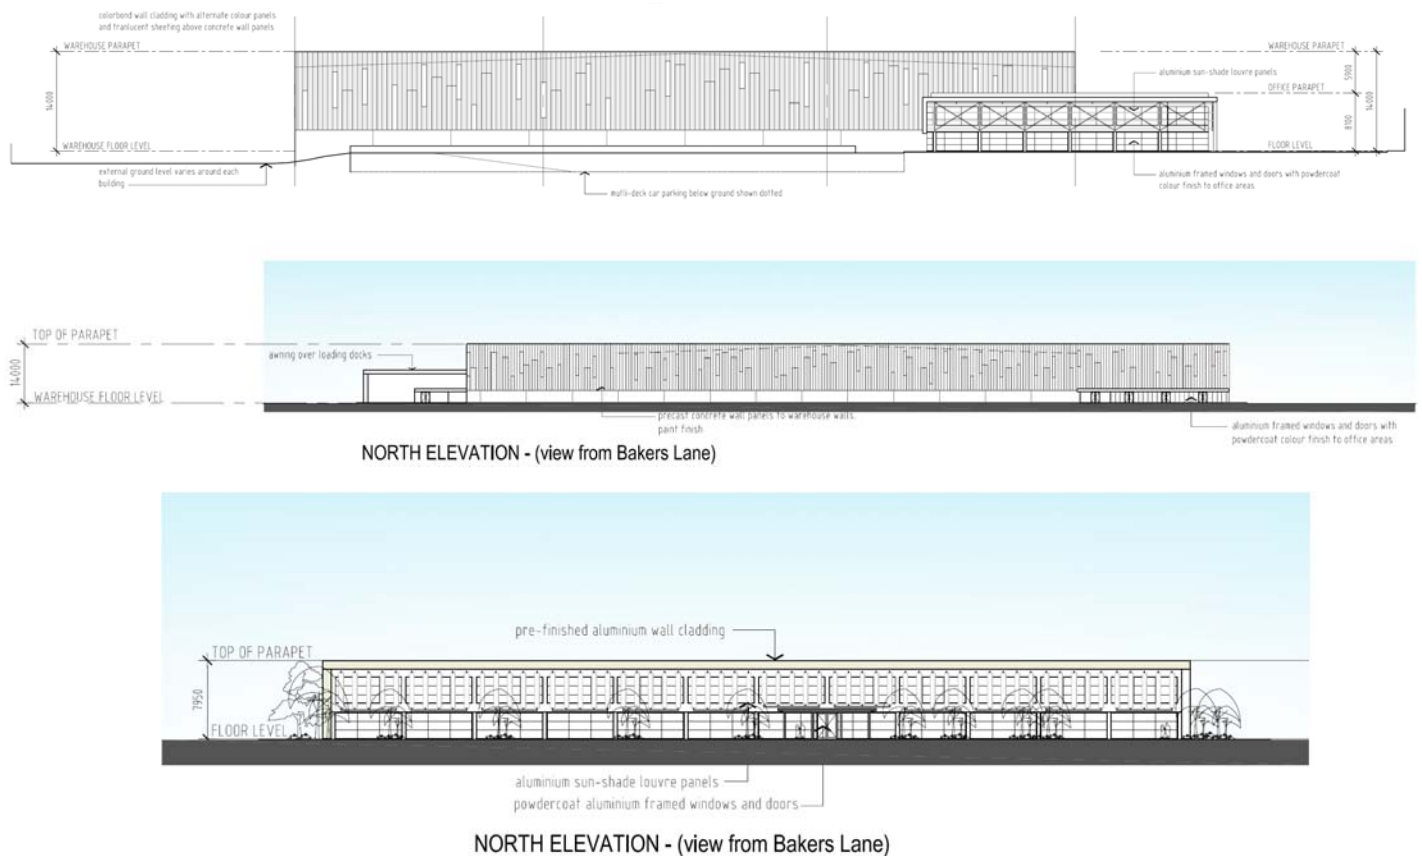 colorbond wall cladding with alternate colour panels
and tranlucent sheeting above concrete wall panels
WAREHOUSE PARAPET
WAREHOUSE PARAPET
aluminium sun-shade louvre panels
OFFICE PARAPET
14000
5900
14000
8100
WAREHOUSE FLOOR LEVEL
FLOOR LEVEL
external ground level varies around each
building
aluminium framed windows and doors with powdercoat
colour finish to office areas
mutli-deck car parking below ground shown dotted
TOP OF PARAPET
awning over loading docks
14000
WAREHOUSE FLOOR LEVEL
precast concrete wall panels to warehouse walls.
paint finish
aluminium framed windows and doors with
powdercoat colour finish to office areas
NORTH ELEVATION - (view from Bakers Lane)
pre-finished aluminium wall cladding
TOP OF PARAPET
7950
FLOOR LEVEL
aluminium sun-shade louvre panels
powdercoat aluminium framed windows and doors
NORTH ELEVATION - (view from Bakers Lane)